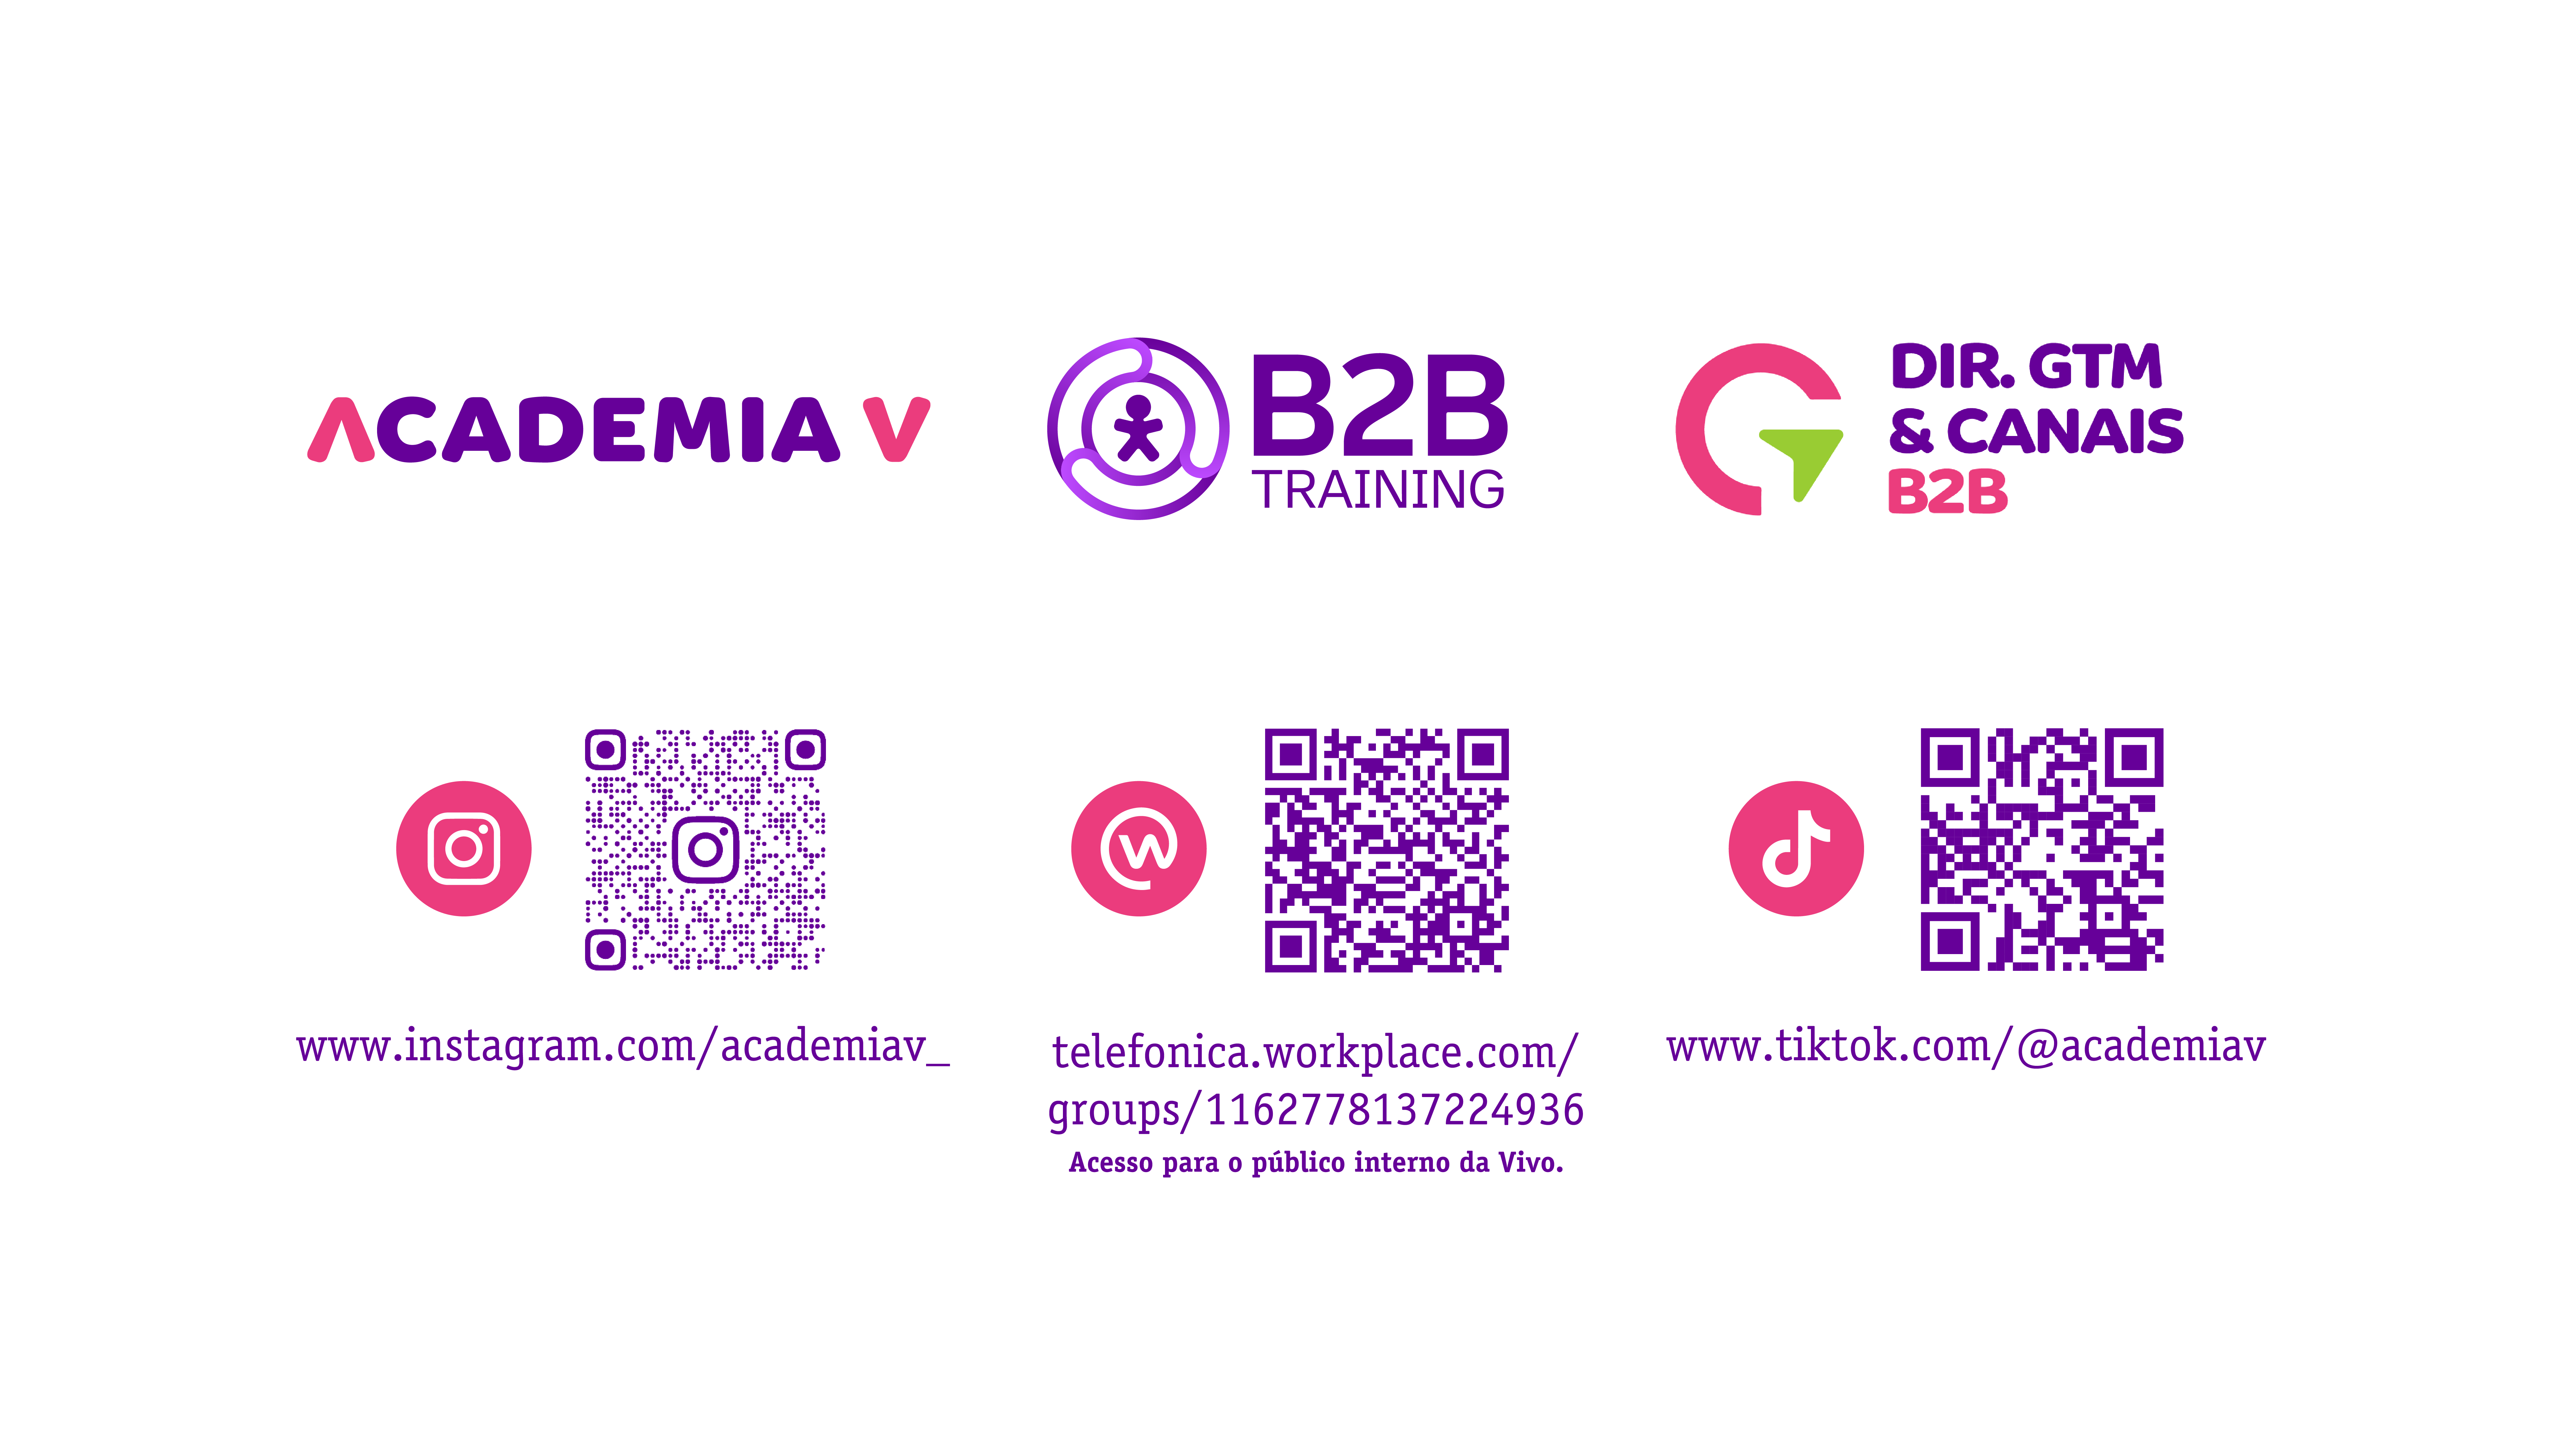 ACADEMIA V
B2B
TRAINING
DIR. GTM
& CANAIS
B2B
www.instagram.com/academiav_
telefonica.workplace.com/
groups/1162778137224936
Acesso para o público interno da Vivo.
www.tiktok.com/@academiav